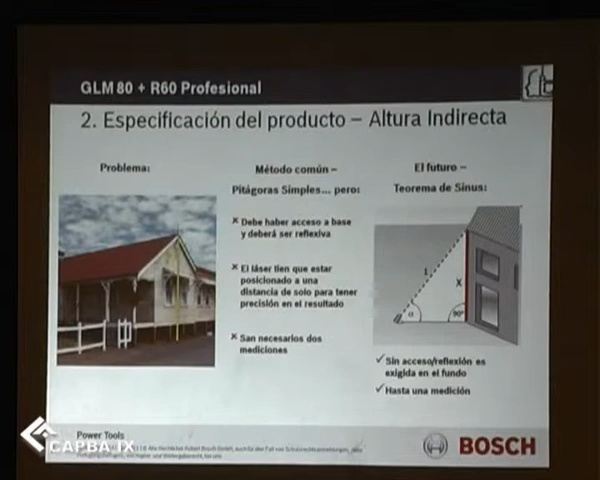 GLM 80 + R60 Profesional
2. Especificación del producto – Altura Indirecta
Problema:
Método común –
Pitágoras Simples... pero:
× Debe haber acceso a base
y deberá ser reflexiva
× El láser tien que estar
posicionado a una
distancia de solo para tener
precisión en el resultado
× San necesarios dos
mediciones
El futuro –
Teorema de Sinus:
1
X
α
90°
✓ Sin acceso/reflexión es
exigida en el fundo
✓ Hasta una medición
Power Tools
CAPBA IX
BOSCH